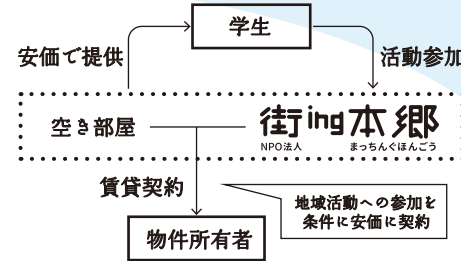 学生
安価で提供
活動参加
空き部屋
街ing本郷
NPO法人
まっちんぐほんごう
賃貸契約
地域活動への参加を
条件に安価に契約
物件所有者